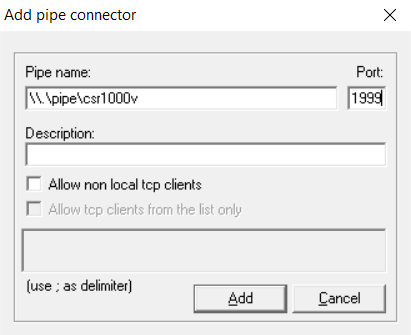 Add pipe connector
Pipe name: Port:
\\.\pipe\csr1000v 1999
Description:
Allow non local tcp clients
Allow tcp clients from the list only
(use ; as delimiter)
Add Cancel